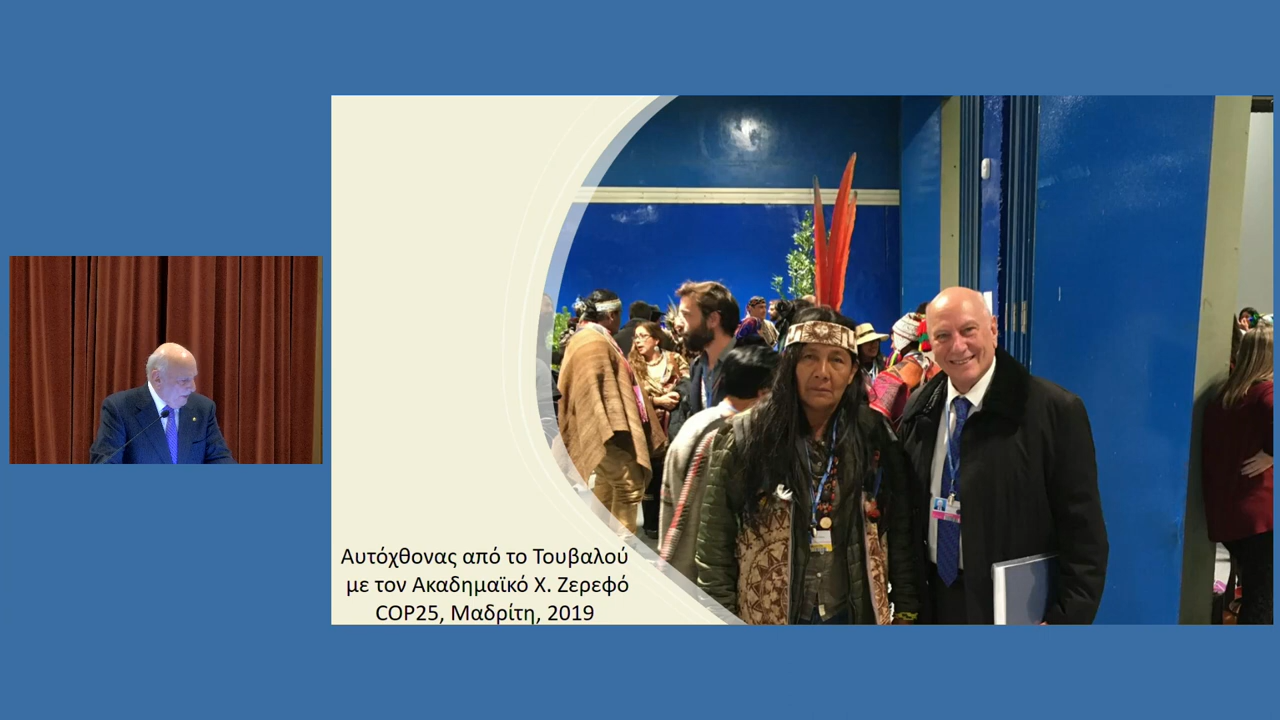 Αυτόχθονας από το Τουβαλού
με τον Ακαδημαϊκό Χ. Ζερεφό
COP25, Μαδρίτη, 2019